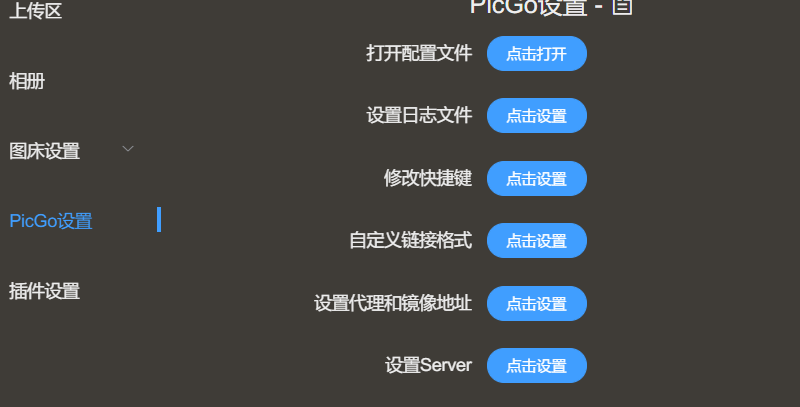 上传区
相册
图床设置
PicGo设置
插件设置
PicGo设置 -
打开配置文件 点击打开
设置日志文件 点击设置
修改快捷键 点击设置
自定义链接格式 点击设置
设置代理和镜像地址 点击设置
设置Server 点击设置